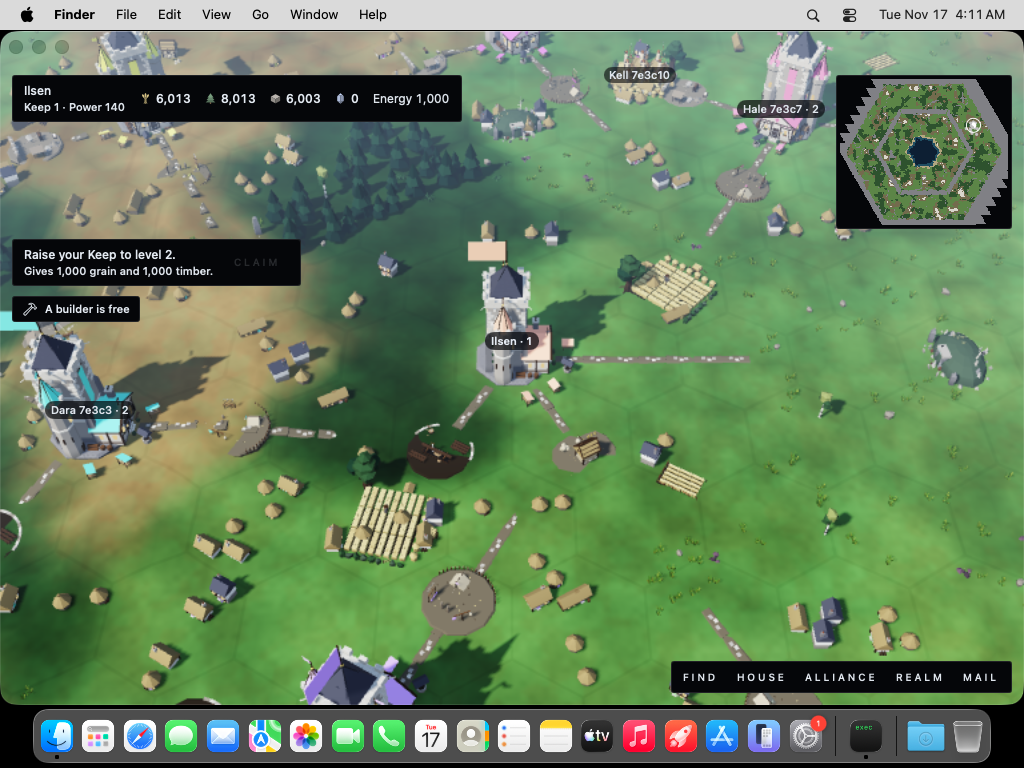 Finder File Edit View Go Window Help Tue Nov 17 4:11 AM
Kell 7e3c10
Ilsen
Keep 1 · Power 140
6,013 8,013 6,003 0 Energy 1,000
Hale 7e3c7 · 2
Raise your Keep to level 2.
Gives 1,000 grain and 1,000 timber.
CLAIM
A builder is free
Ilsen · 1
Dara 7e3c3 · 2
FIND HOUSE ALLIANCE REALM MAIL
Tue
17
tv
1
exec